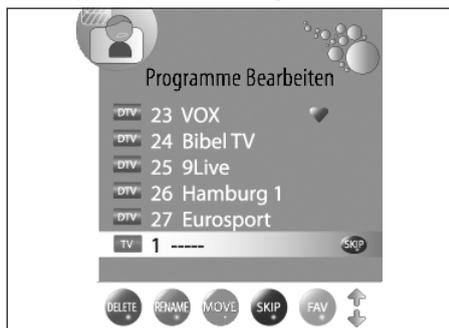 Programme Bearbeiten
DTV 23 VOX
DTV 24 Bibel TV
DTV 25 9Live
DTV 26 Hamburg 1
DTV 27 Eurosport
TV 1 ----- SKIP
DELETE RENAME MOVE SKIP FAV